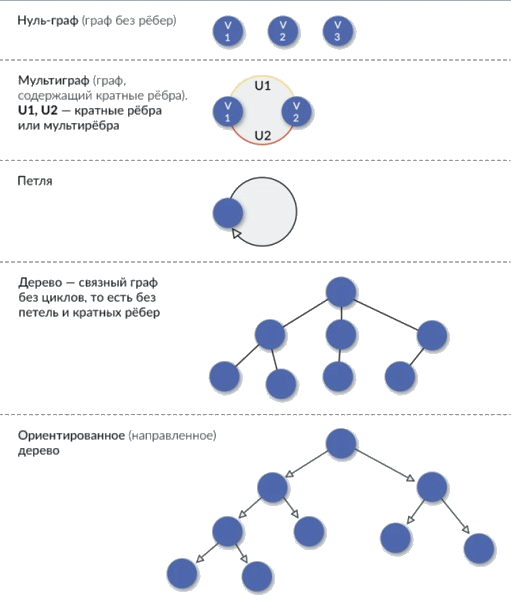 Нуль-граф (граф без рёбер)
V
1
V
2
V
3
Мультиграф (граф,
содержащий кратные рёбра).
U1, U2 — кратные рёбра
или мультирёбра
U1
V
1
V
2
U2
Петля
Дерево — связный граф
без циклов, то есть без
петель и кратных рёбер
Ориентированное (направленное)
дерево